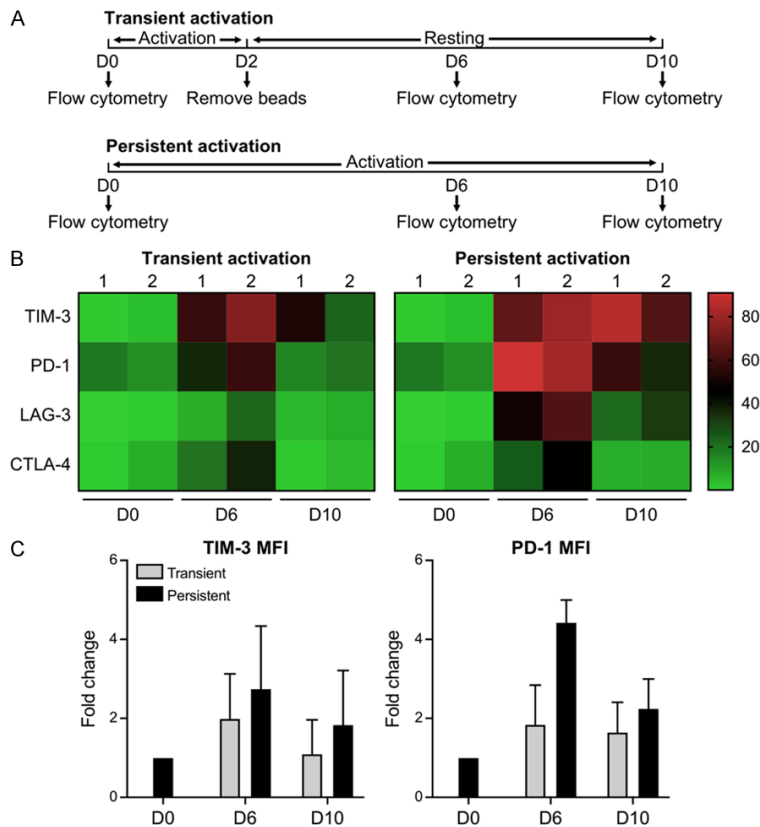 A
Transient activation
Activation Resting
D0 D2 D6 D10
Flow cytometry Remove beads Flow cytometry Flow cytometry
Persistent activation
Activation
D0 D6 D10
Flow cytometry Flow cytometry Flow cytometry
B
Transient activation Persistent activation
1 2 1 2 1 2 1 2 1 2 1 2
TIM-3
PD-1
LAG-3
CTLA-4
80
60
40
20
D0 D6 D10 D0 D6 D10
C
TIM-3 MFI PD-1 MFI
Transient
Persistent
Fold change
6
4
2
0
D0 D6 D10
Fold change
6
4
2
0
D0 D6 D10